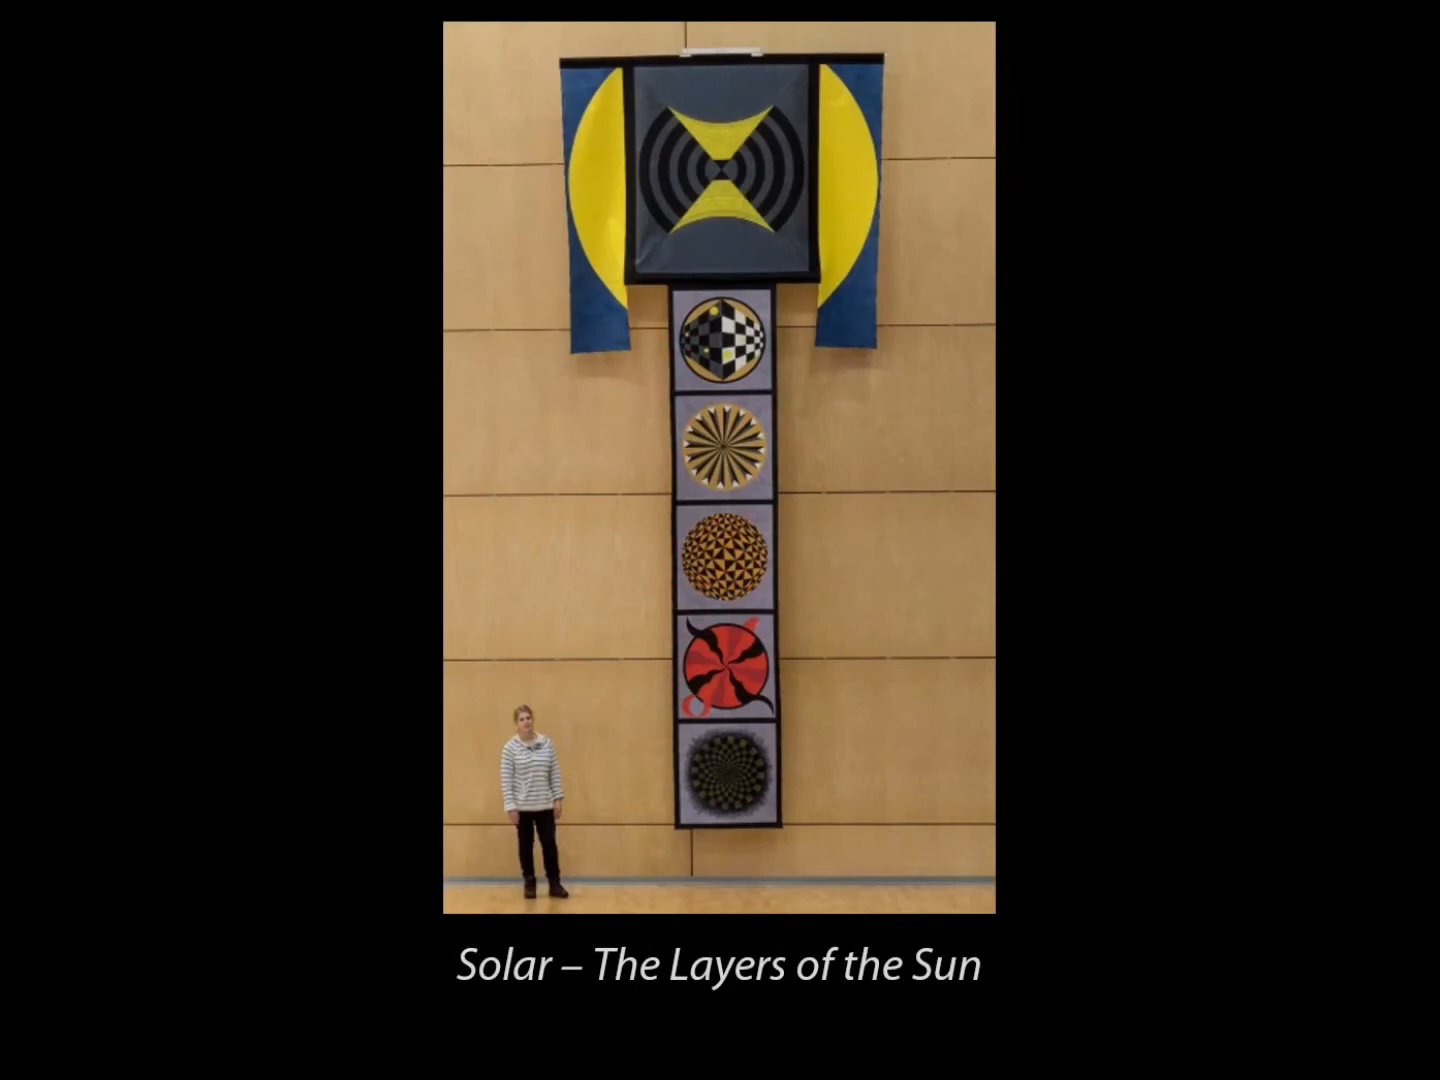 Solar – The Layers of the Sun